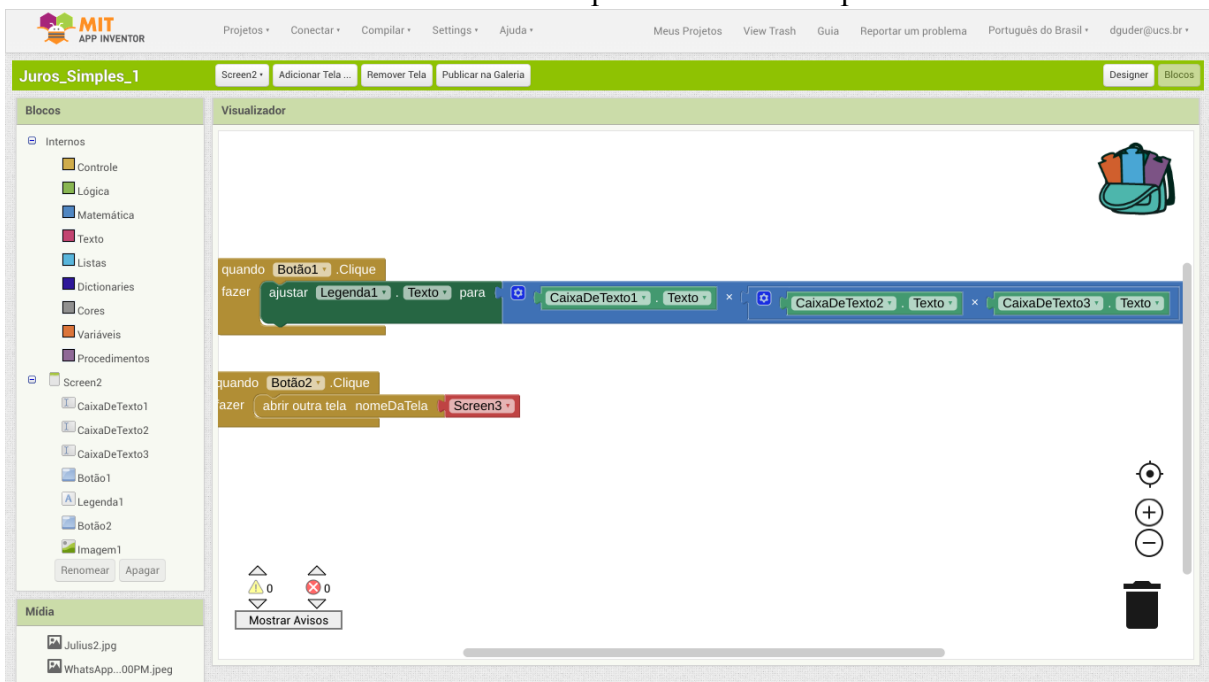 MIT
APP INVENTOR
Projetos Conectar Compilar Settings Ajuda Meus Projetos View Trash Guia Reportar um problema Português do Brasil dguder@ucs.br
Juros_Simples_1 Screen2 Adicionar Tela ... Remover Tela Publicar na Galeria Designer Blocos
Blocos
Internos
Controle
Lógica
Matemática
Texto
Listas
Dictionaries
Cores
Variáveis
Procedimentos
Screen2
CaixaDeTexto1
CaixaDeTexto2
CaixaDeTexto3
Botão1
Legenda1
Botão2
Imagem1
Renomear Apagar
Mídia
Julius2.jpg
WhatsApp...00PM.jpeg
Visualizador
quando Botão1 .Clique
fazer ajustar Legenda1 . Texto para CaixaDeTexto1 . Texto × CaixaDeTexto2 . Texto × CaixaDeTexto3 . Texto
quando Botão2 .Clique
azer abrir outra tela nomeDaTela Screen3
0 0
Mostrar Avisos